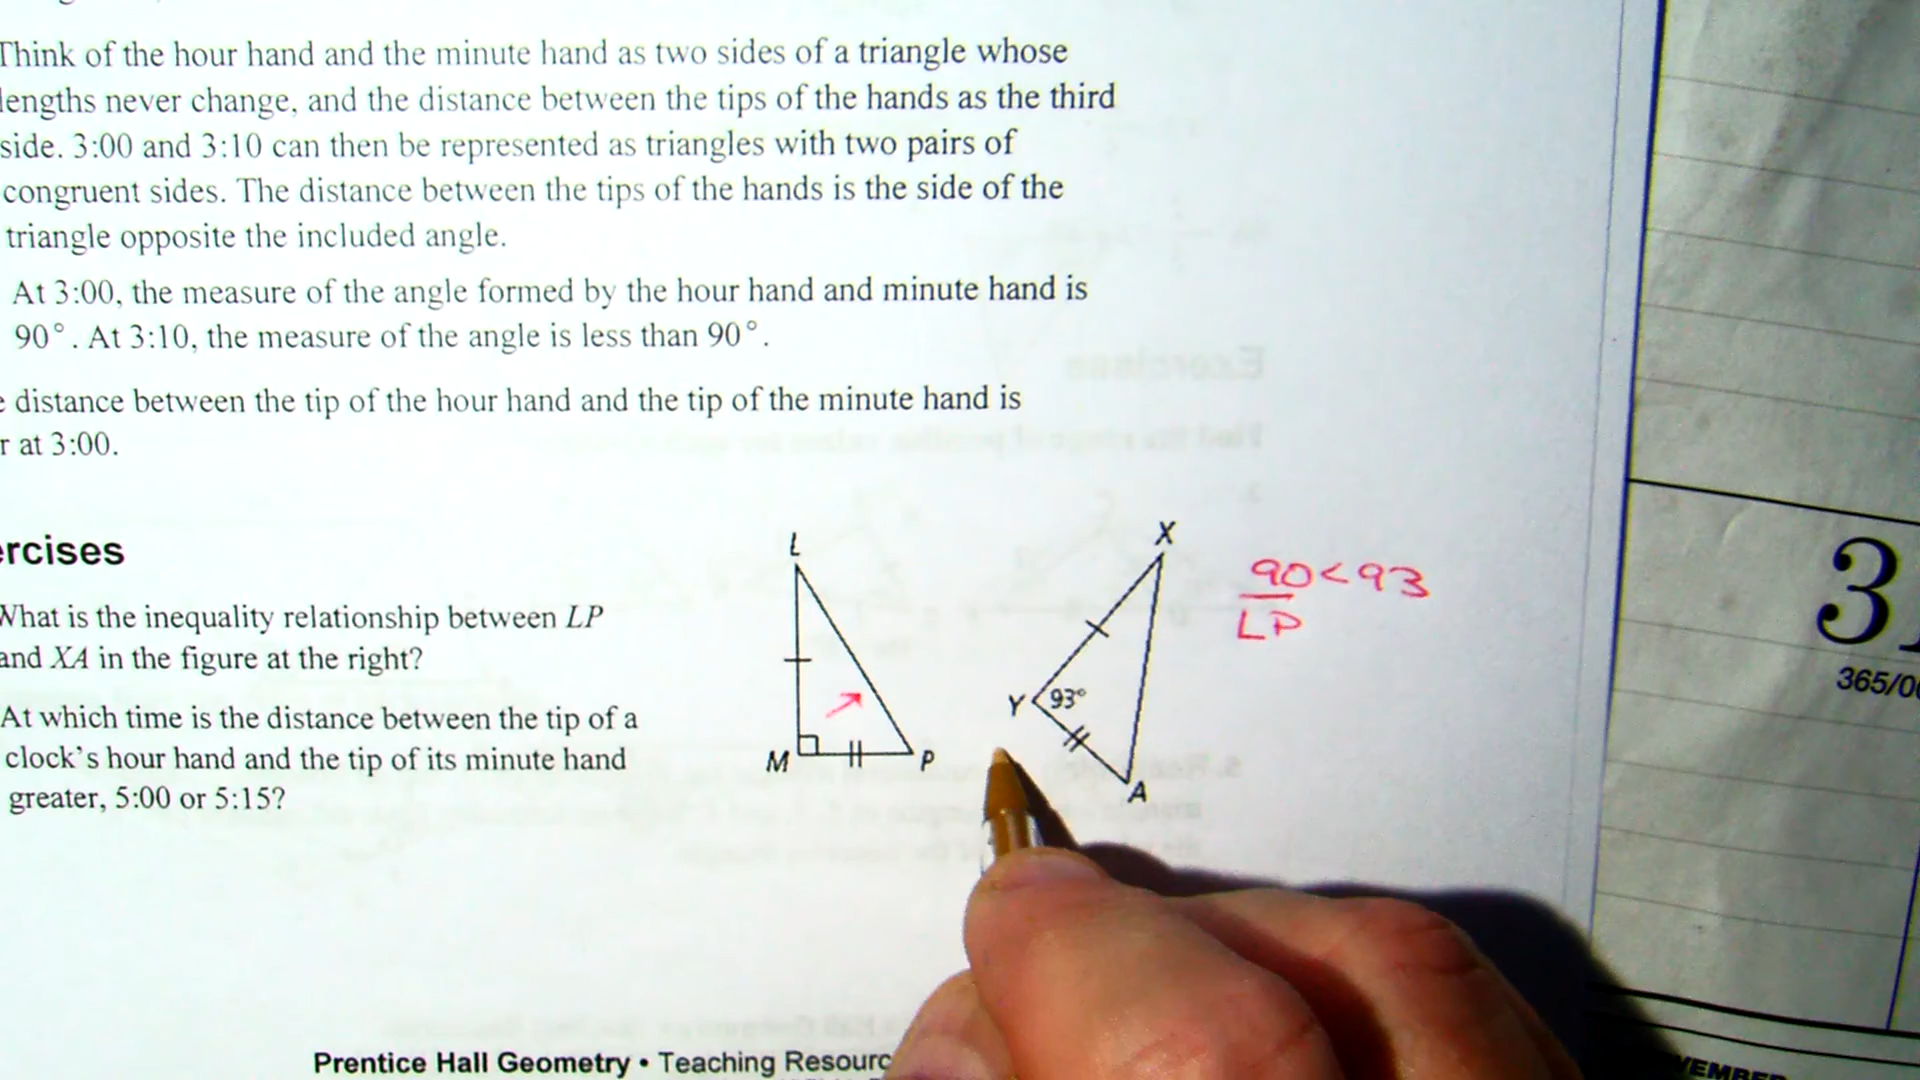 Think of the hour hand and the minute hand as two sides of a triangle whose
lengths never change, and the distance between the tips of the hands as the third
side. 3:00 and 3:10 can then be represented as triangles with two pairs of
congruent sides. The distance between the tips of the hands is the side of the
triangle opposite the included angle.
At 3:00, the measure of the angle formed by the hour hand and minute hand is
90°. At 3:10, the measure of the angle is less than 90°.
distance between the tip of the hour hand and the tip of the minute hand is
r at 3:00.
ercises
What is the inequality relationship between LP
and XA in the figure at the right?
At which time is the distance between the tip of a
clock's hour hand and the tip of its minute hand
greater, 5:00 or 5:15?
L
M
P
X
Y
93°
A
90<93
LP
3
365/0
Prentice Hall Geometry • Teaching Resourc
VEMBER